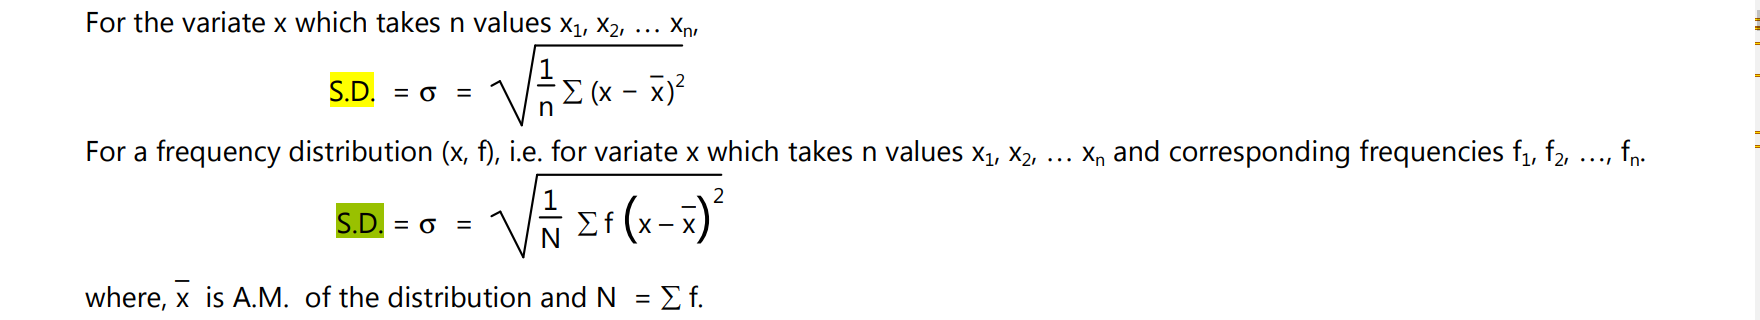 For the variate x which takes n values x₁, x₂, … xₙ,
S.D. = σ = √(1/n Σ (x − x̄)²)
For a frequency distribution (x, f), i.e. for variate x which takes n values x₁, x₂, … xₙ and corresponding frequencies f₁, f₂, …, fₙ.
S.D. = σ = √(1/N Σ f (x − x̄)²)
where, x̄ is A.M. of the distribution and N = Σ f.